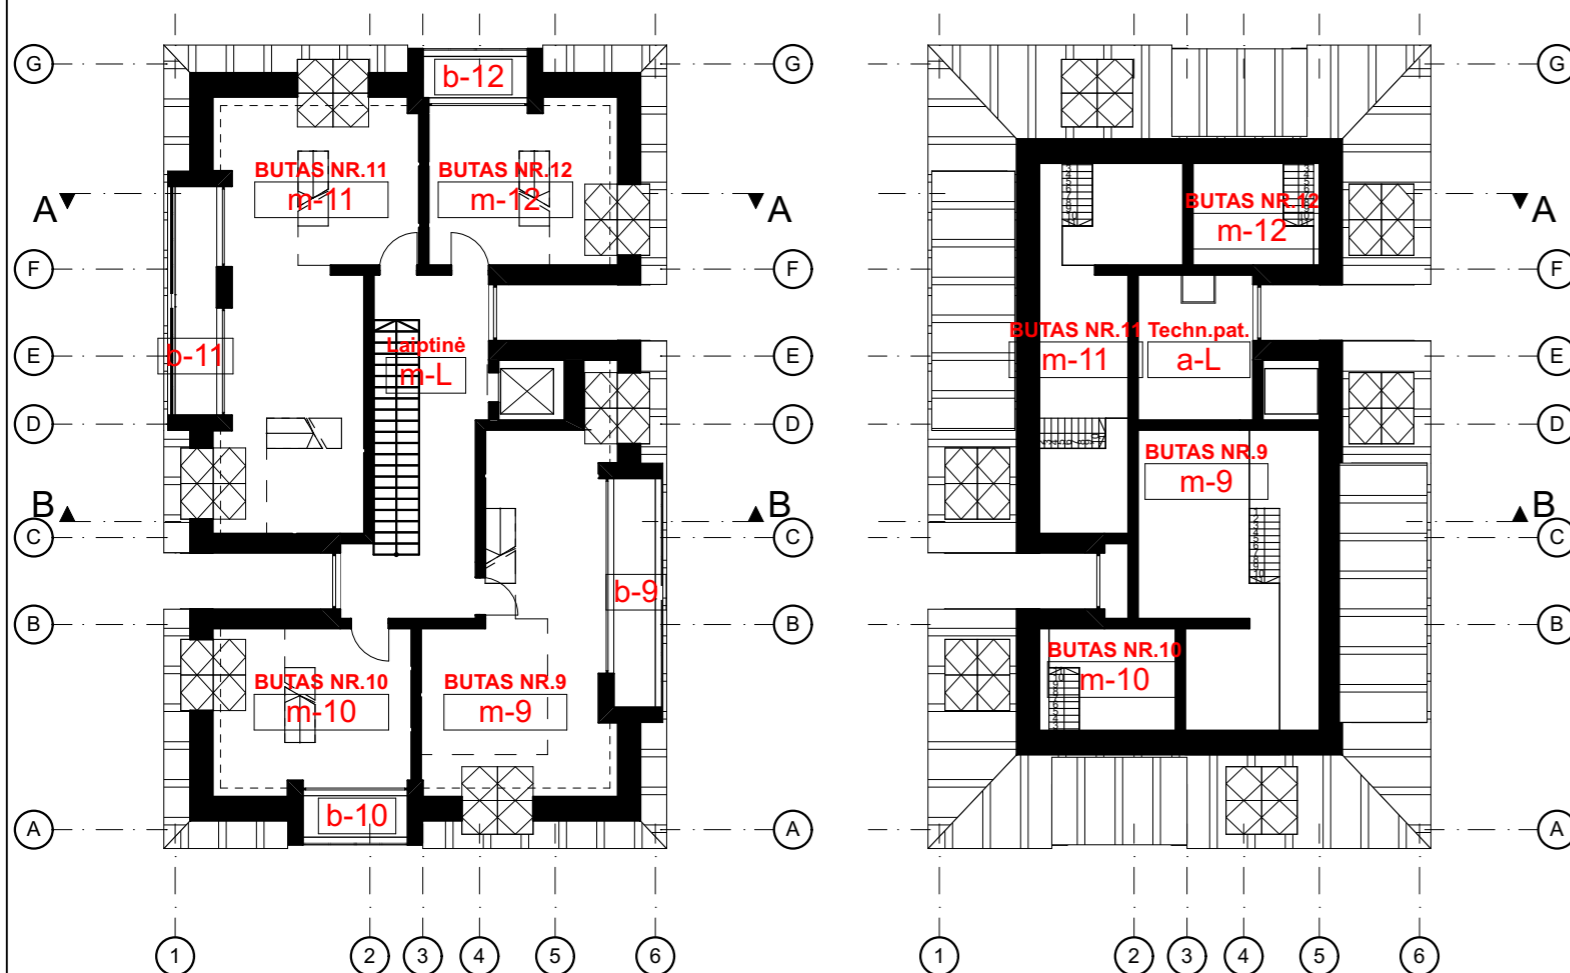 G
b-12
G
G
BUTAS NR.11
m-11
BUTAS NR.12
m-12
A
A
BUTAS NR.12
m-12
A
F
F
F
b-11
Laiptinė
m-L
E
E
BUTAS NR.11
m-11
Techn.pat.
a-L
E
D
D
D
BUTAS NR.9
m-9
B
B
B
C
C
C
b-9
B
B
B
BUTAS NR.10
m-10
BUTAS NR.9
m-9
BUTAS NR.10
m-10
b-10
A
A
A
1 2 3 4 5 6
1 2 3 4 5 6